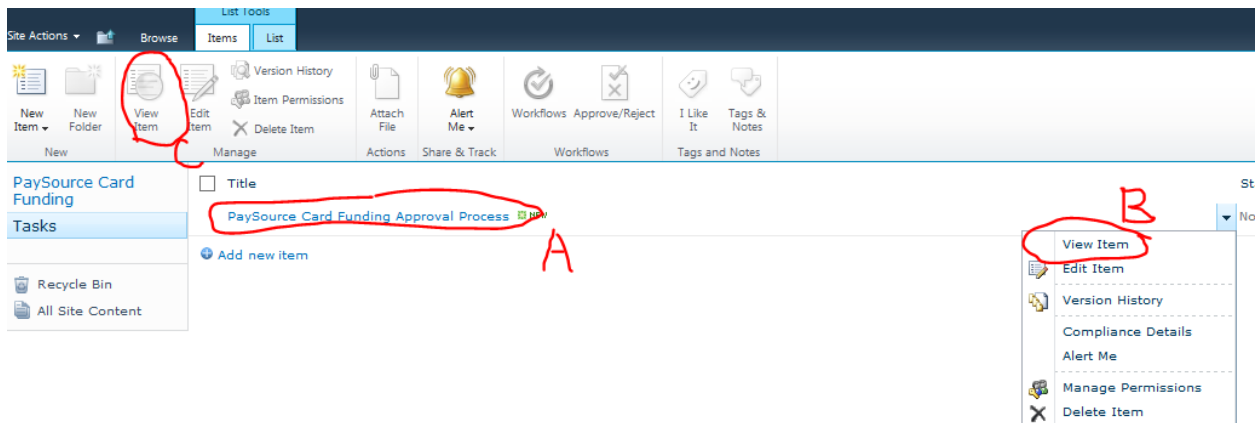 List Tools
Site Actions Browse Items List
New Item
New Folder
View Item
Edit Item
Version History
Item Permissions
Delete Item
Attach File
Alert Me
Workflows
Approve/Reject
I Like It
Tags & Notes
New Manage Actions Share & Track Workflows Tags and Notes
C
PaySource Card Funding
Tasks
Recycle Bin
All Site Content
Title
PaySource Card Funding Approval Process NEW
A
Add new item
B
View Item
Edit Item
Version History
Compliance Details
Alert Me
Manage Permissions
Delete Item
St
No